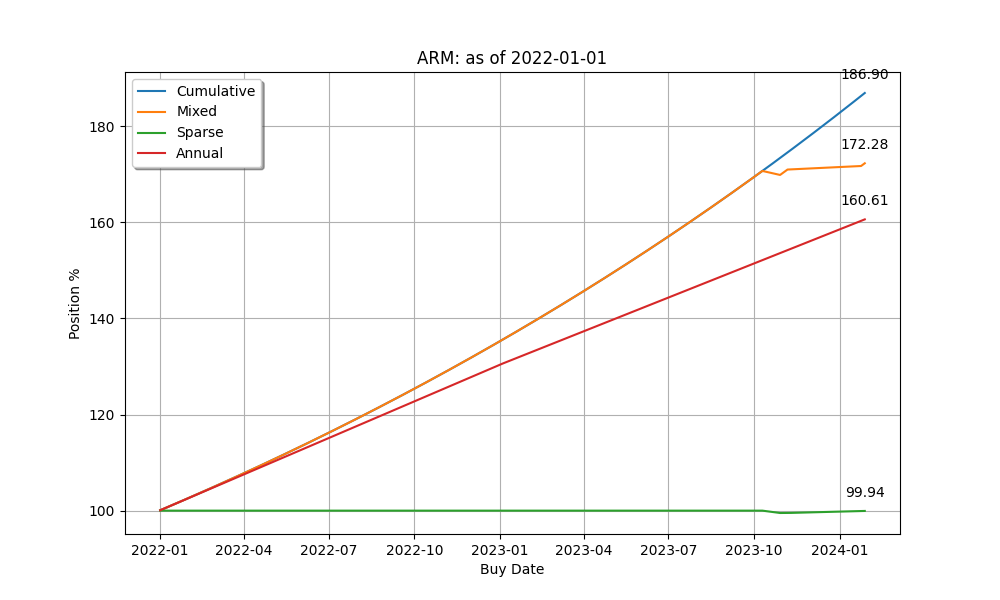 ARM: as of 2022-01-01
Cumulative
Mixed
Sparse
Annual
186.90
172.28
160.61
99.94
Position %
180
160
140
120
100
2022-01 2022-04 2022-07 2022-10 2023-01 2023-04 2023-07 2023-10 2024-01
Buy Date